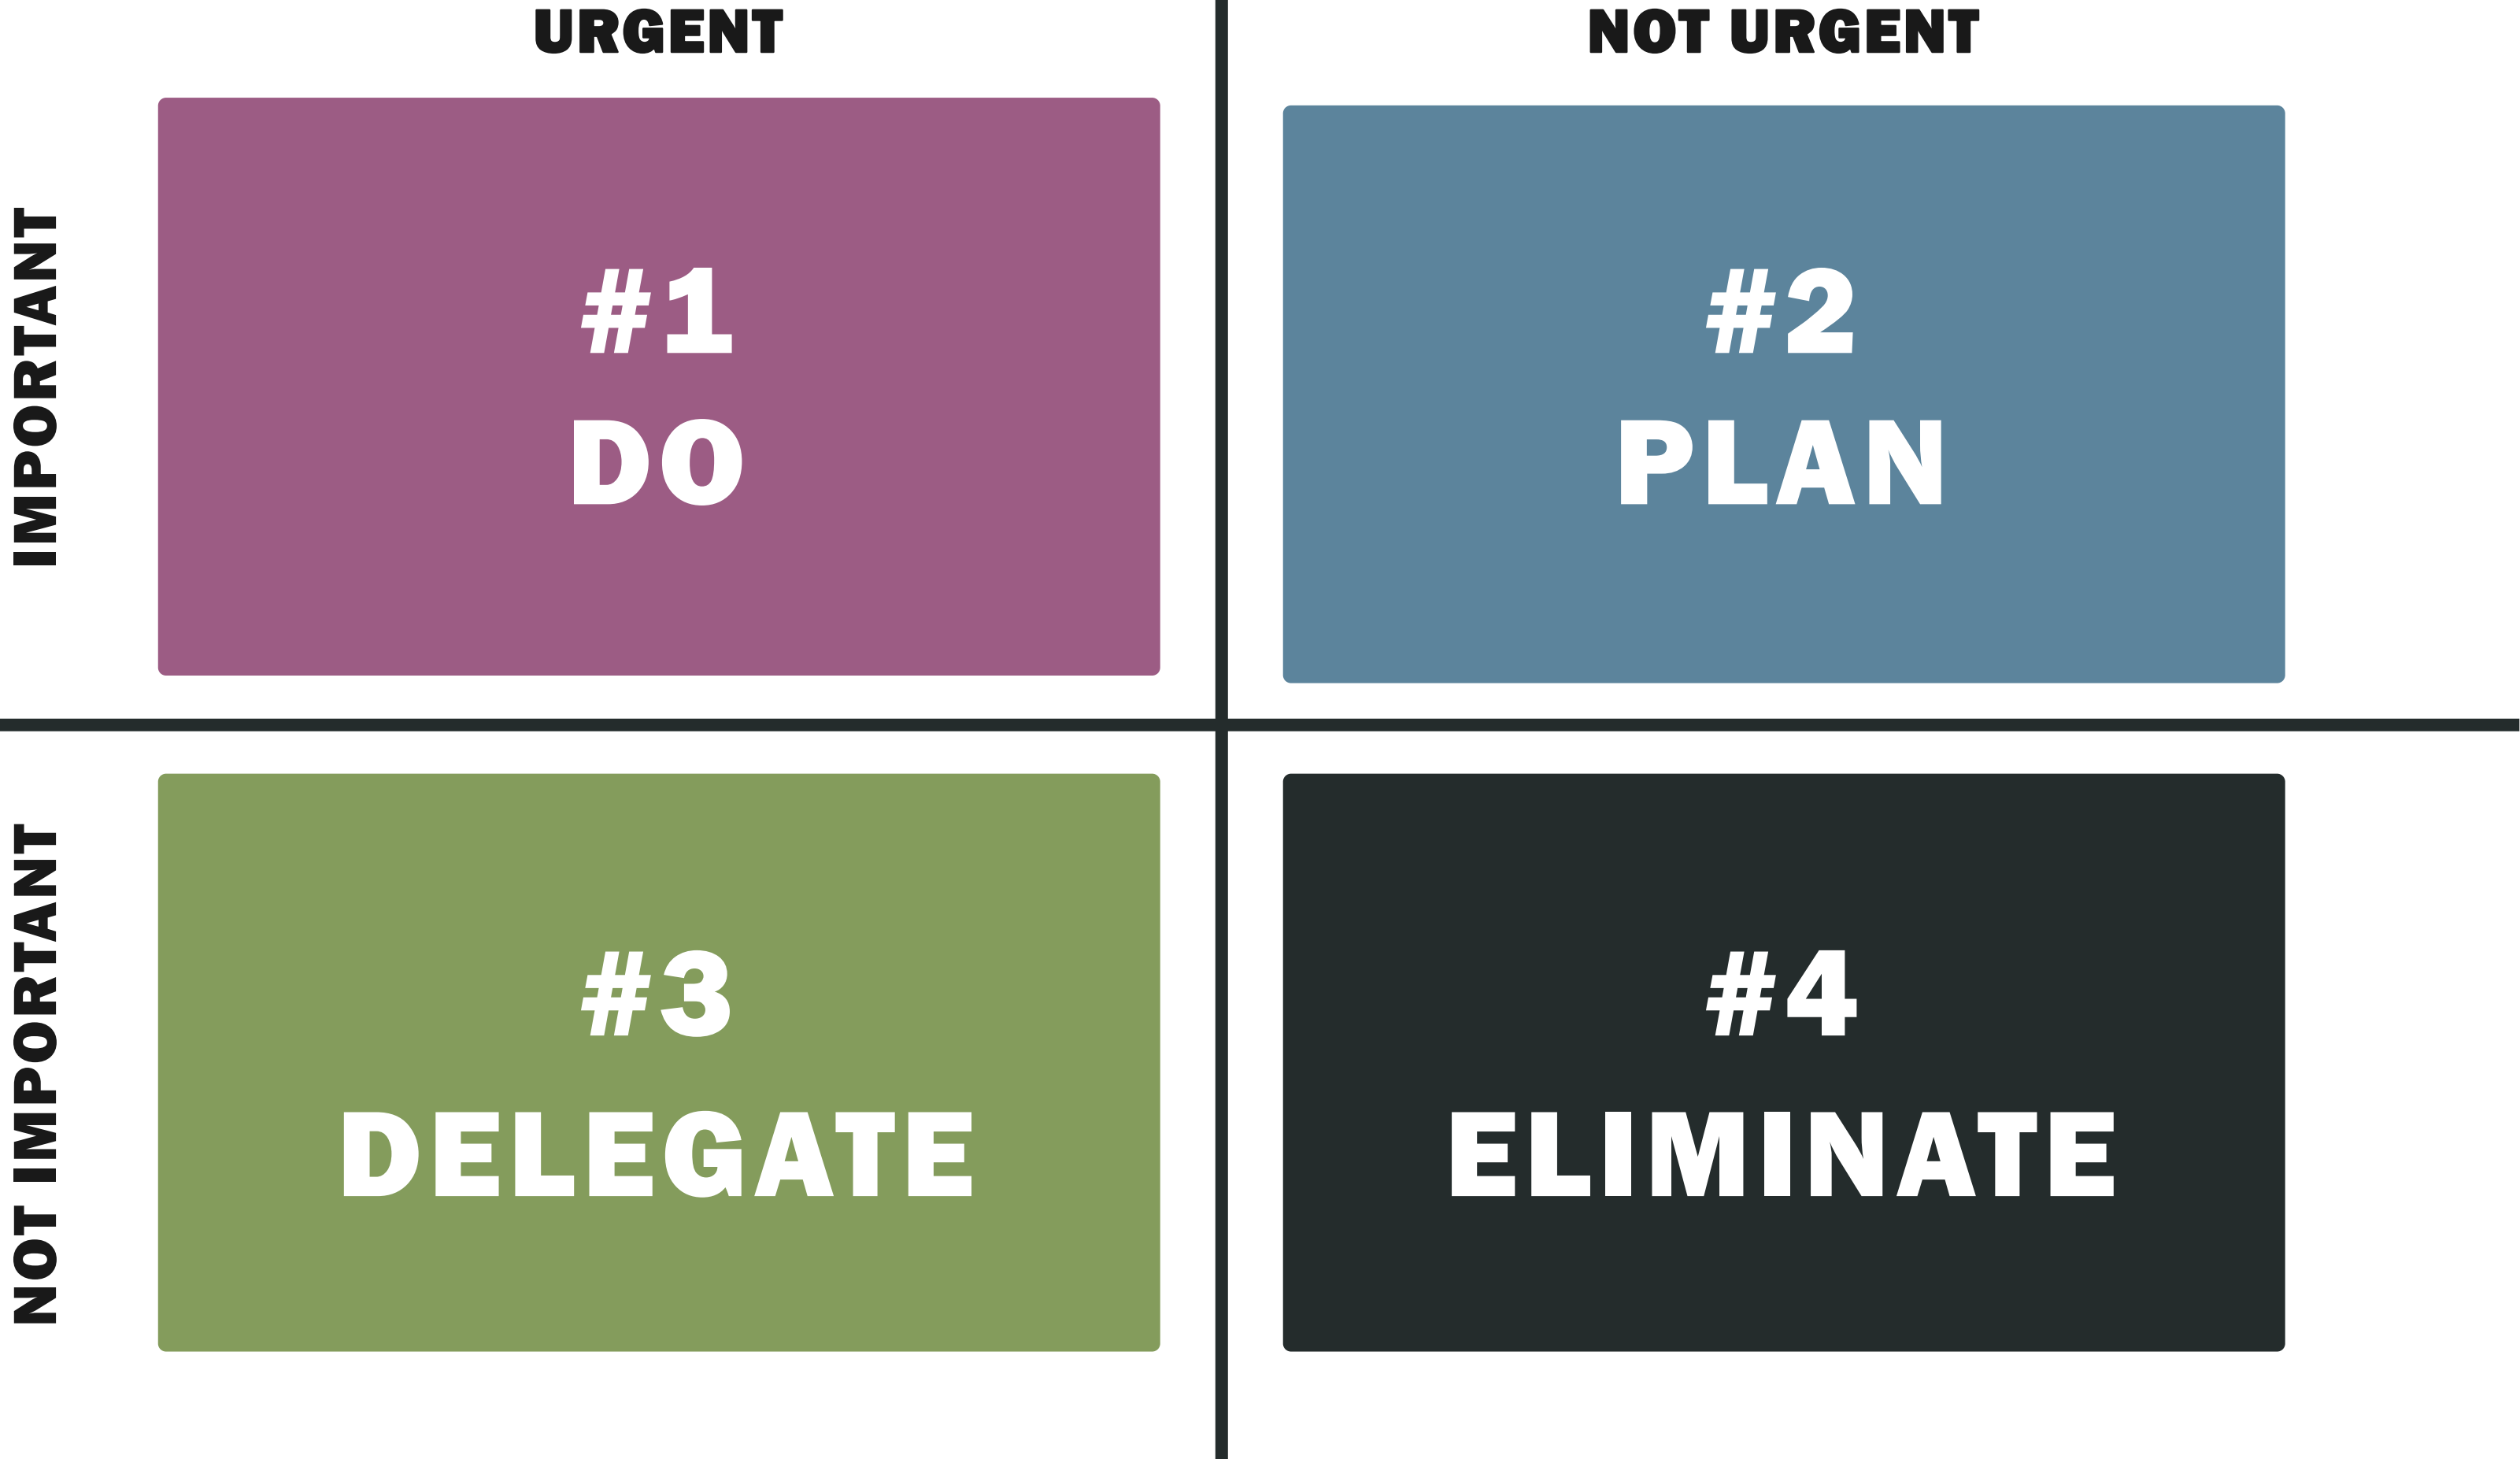 URGENT
NOT URGENT
IMPORTANT
#1
DO
#2
PLAN
NOT IMPORTANT
#3
DELEGATE
#4
ELIMINATE